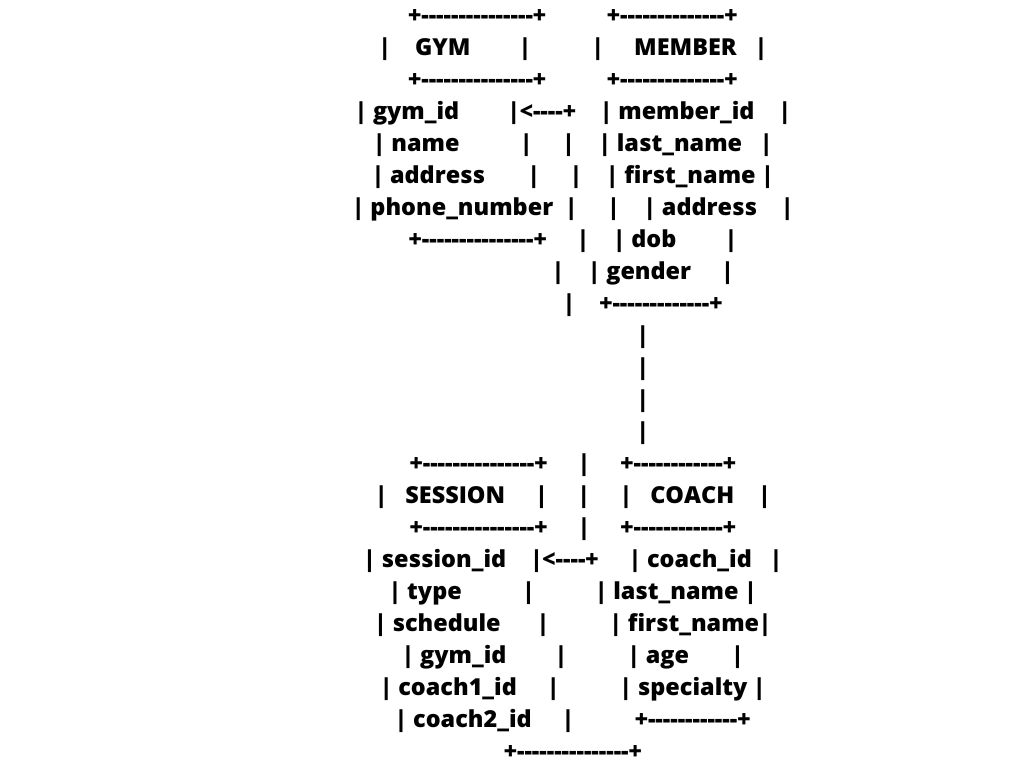 +---------------+ +--------------+
| GYM | | MEMBER |
+---------------+ +--------------+
| gym_id |<----+ | member_id |
| name | | | last_name |
| address | | | first_name |
| phone_number | | | address |
+---------------+ | | dob |
| | gender |
| +-------------+
|
|
|
|
+---------------+ | +------------+
| SESSION | | | COACH |
+---------------+ | +------------+
| session_id |<----+ | coach_id |
| type | | last_name |
| schedule | | first_name|
| gym_id | | age |
| coach1_id | | specialty |
| coach2_id | +------------+
+---------------+